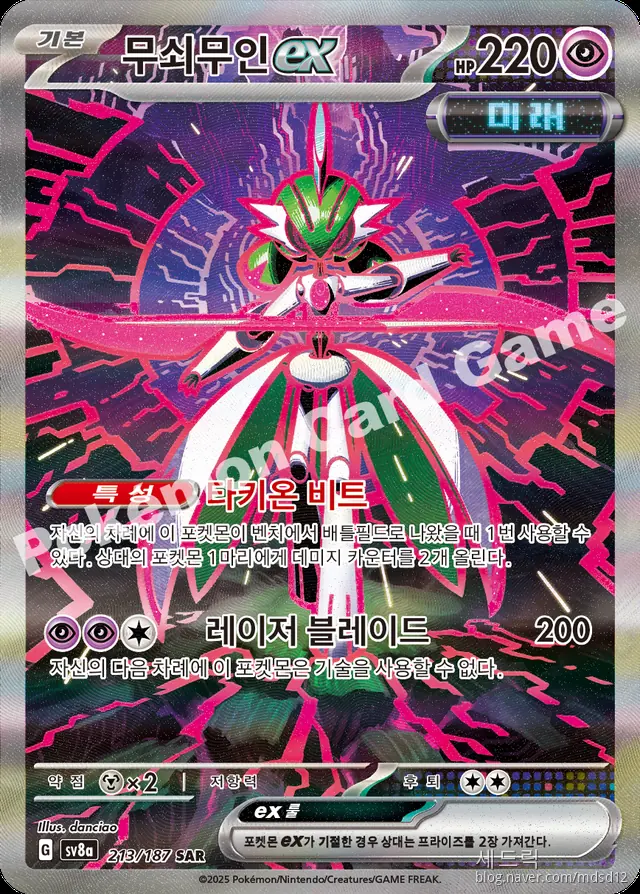 기본
무쇠무인 ex
HP 220
미래
Pokémon Card Game
특성 타키온 비트
자신의 차례에 이 포켓몬이 벤치에서 배틀필드로 나왔을 때 1번 사용할 수
있다. 상대의 포켓몬 1마리에게 데미지 카운터를 2개 올린다.
레이저 블레이드 200
자신의 다음 차례에 이 포켓몬은 기술을 사용할 수 없다.
약점 ×2 저항력 후퇴
Illus. danciao
ex 룰
포켓몬 ex가 기절한 경우 상대는 프라이즈를 2장 가져간다.
G sv8a 213/187 SAR
©2025 Pokémon/Nintendo/Creatures/GAME FREAK.
세드릭
blog.naver.com/mdsd12